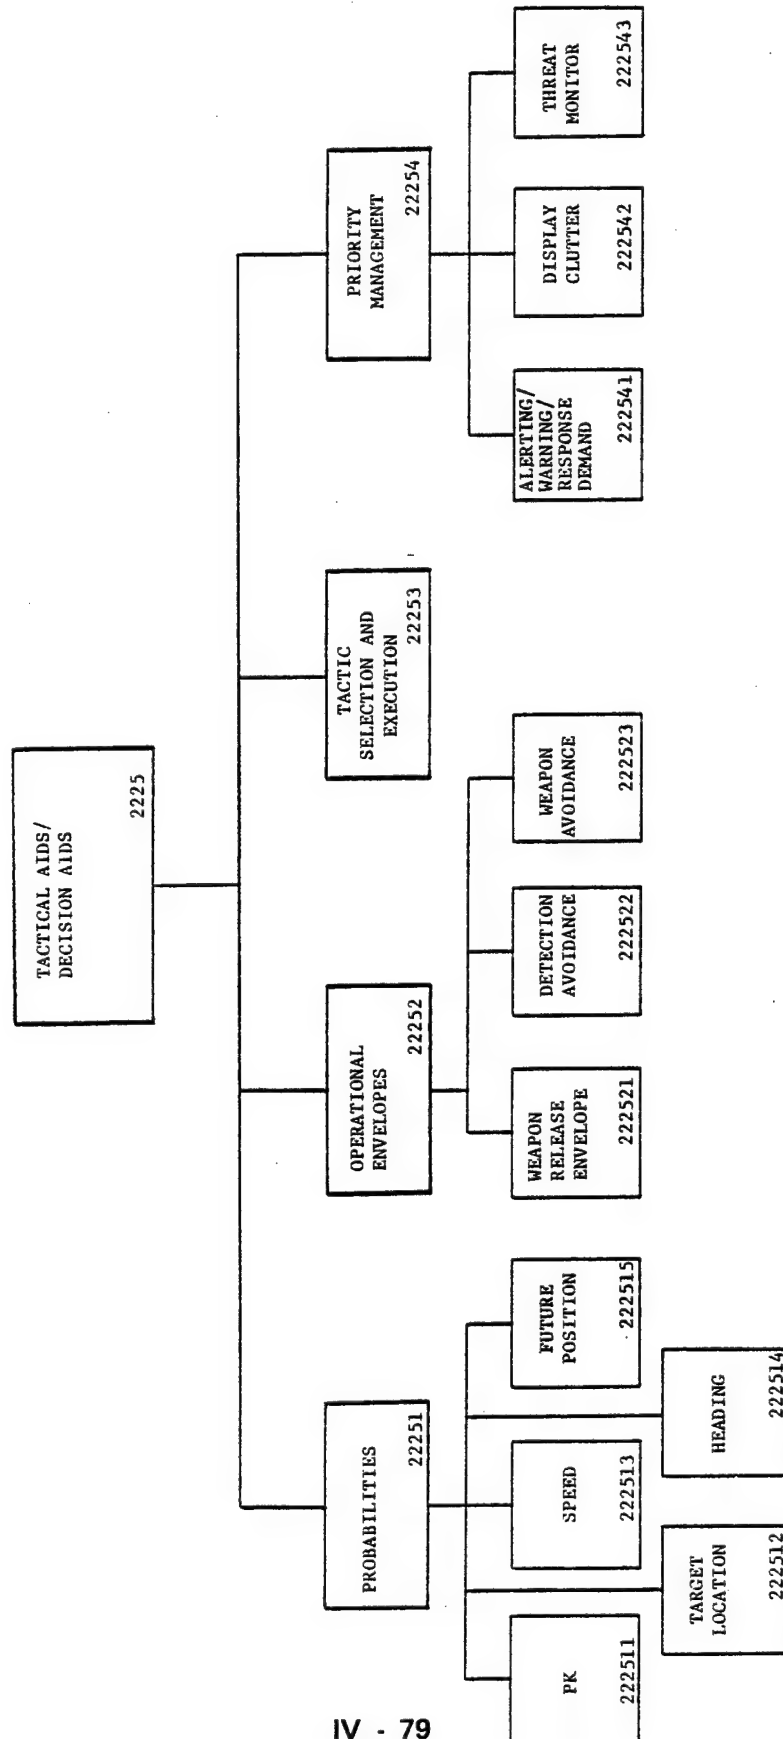 TACTICAL AIDS/
DECISION AIDS
2225
PROBABILITIES
22251
OPERATIONAL
ENVELOPES
22252
TACTIC
SELECTION AND
EXECUTION
22253
PRIORITY
MANAGEMENT
22254
PK
222511
TARGET
LOCATION
222512
SPEED
222513
HEADING
222514
FUTURE
POSITION
222515
WEAPON
RELEASE
ENVELOPE
222521
DETECTION
AVOIDANCE
222522
WEAPON
AVOIDANCE
222523
ALERTING/
WARNING/
RESPONSE
DEMAND
222541
DISPLAY
CLUTTER
222542
THREAT
MONITOR
222543
IV - 79